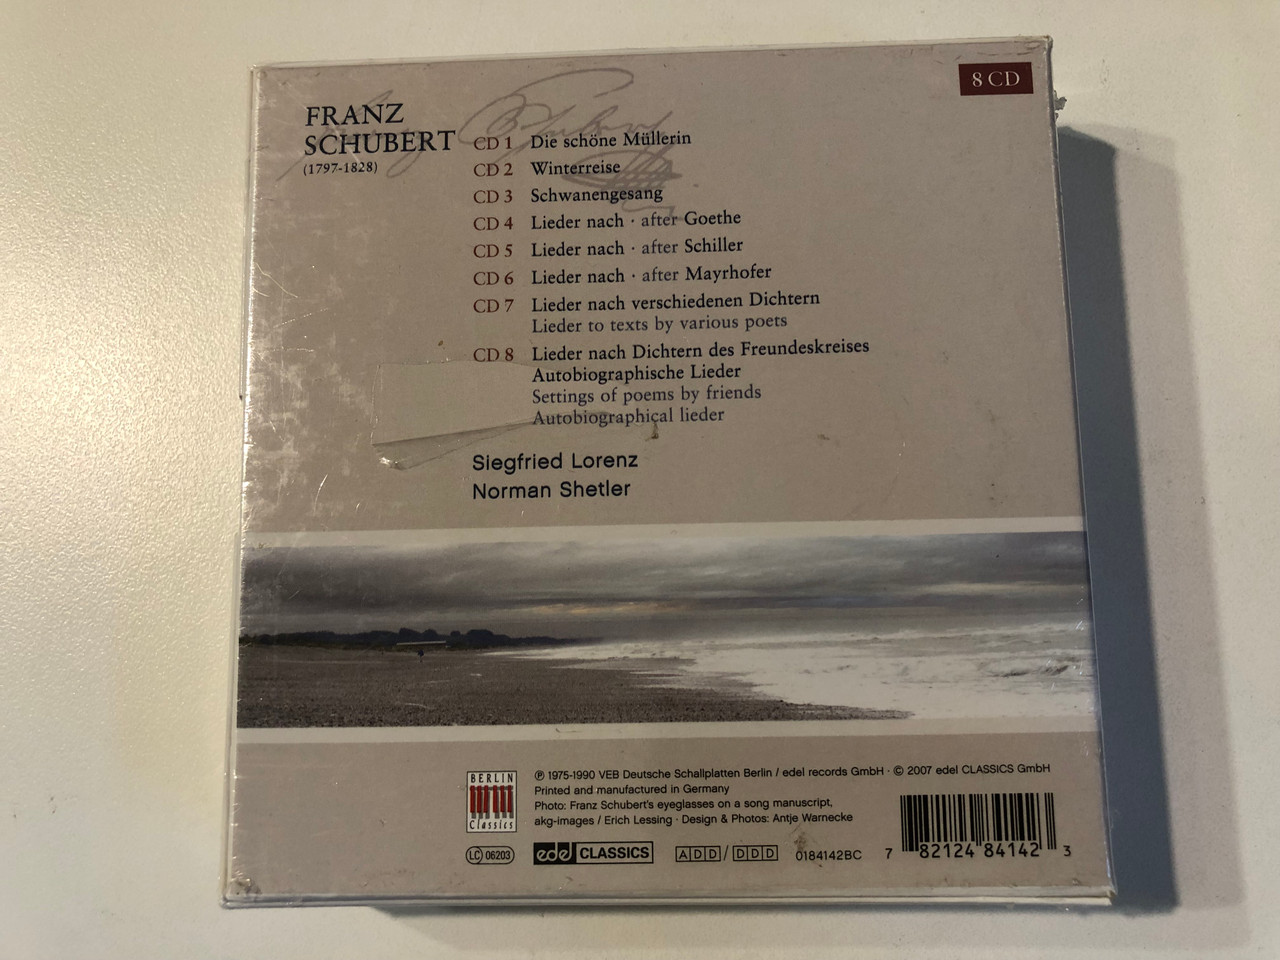 8 CD
FRANZ
SCHUBERT
(1797-1828)
CD 1 Die schöne Müllerin
CD 2 Winterreise
CD 3 Schwanengesang
CD 4 Lieder nach · after Goethe
CD 5 Lieder nach · after Schiller
CD 6 Lieder nach · after Mayrhofer
CD 7 Lieder nach verschiedenen Dichtern
Lieder to texts by various poets
CD 8 Lieder nach Dichtern des Freundeskreises
Autobiographische Lieder
Settings of poems by friends
Autobiographical lieder
Siegfried Lorenz
Norman Shetler
BERLIN
Classics
℗ 1975-1990 VEB Deutsche Schallplatten Berlin / edel records GmbH · © 2007 edel CLASSICS GmbH
Printed and manufactured in Germany
Photo: Franz Schubert's eyeglasses on a song manuscript,
akg-images / Erich Lessing · Design & Photos: Antje Warnecke
LC 06203 edel CLASSICS ADD / DDD 0184142BC 7 82124 84142 3